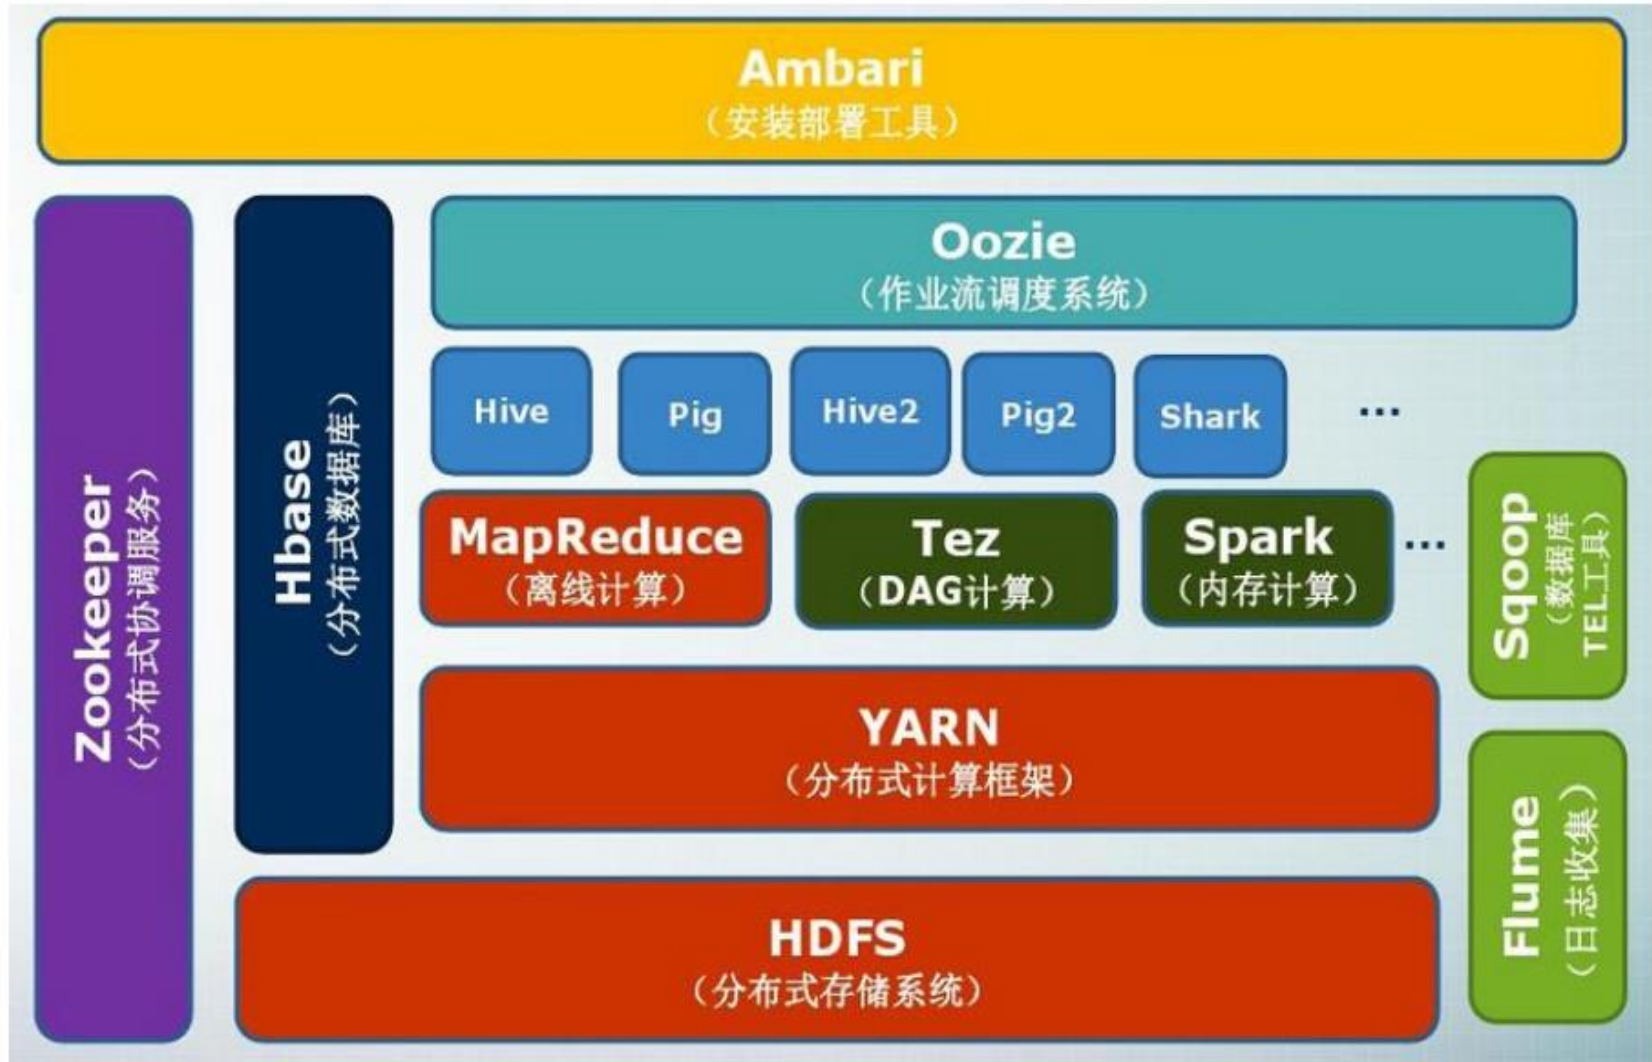 Ambari
（安装部署工具）
Zookeeper
（分布式协调服务）
Hbase
（分布式数据库）
Oozie
（作业流调度系统）
Hive
Pig
Hive2
Pig2
Shark
...
MapReduce
（离线计算）
Tez
（DAG计算）
Spark
（内存计算）
...
Sqoop
（数据库
TEL工具）
YARN
（分布式计算框架）
Flume
（日志收集）
HDFS
（分布式存储系统）